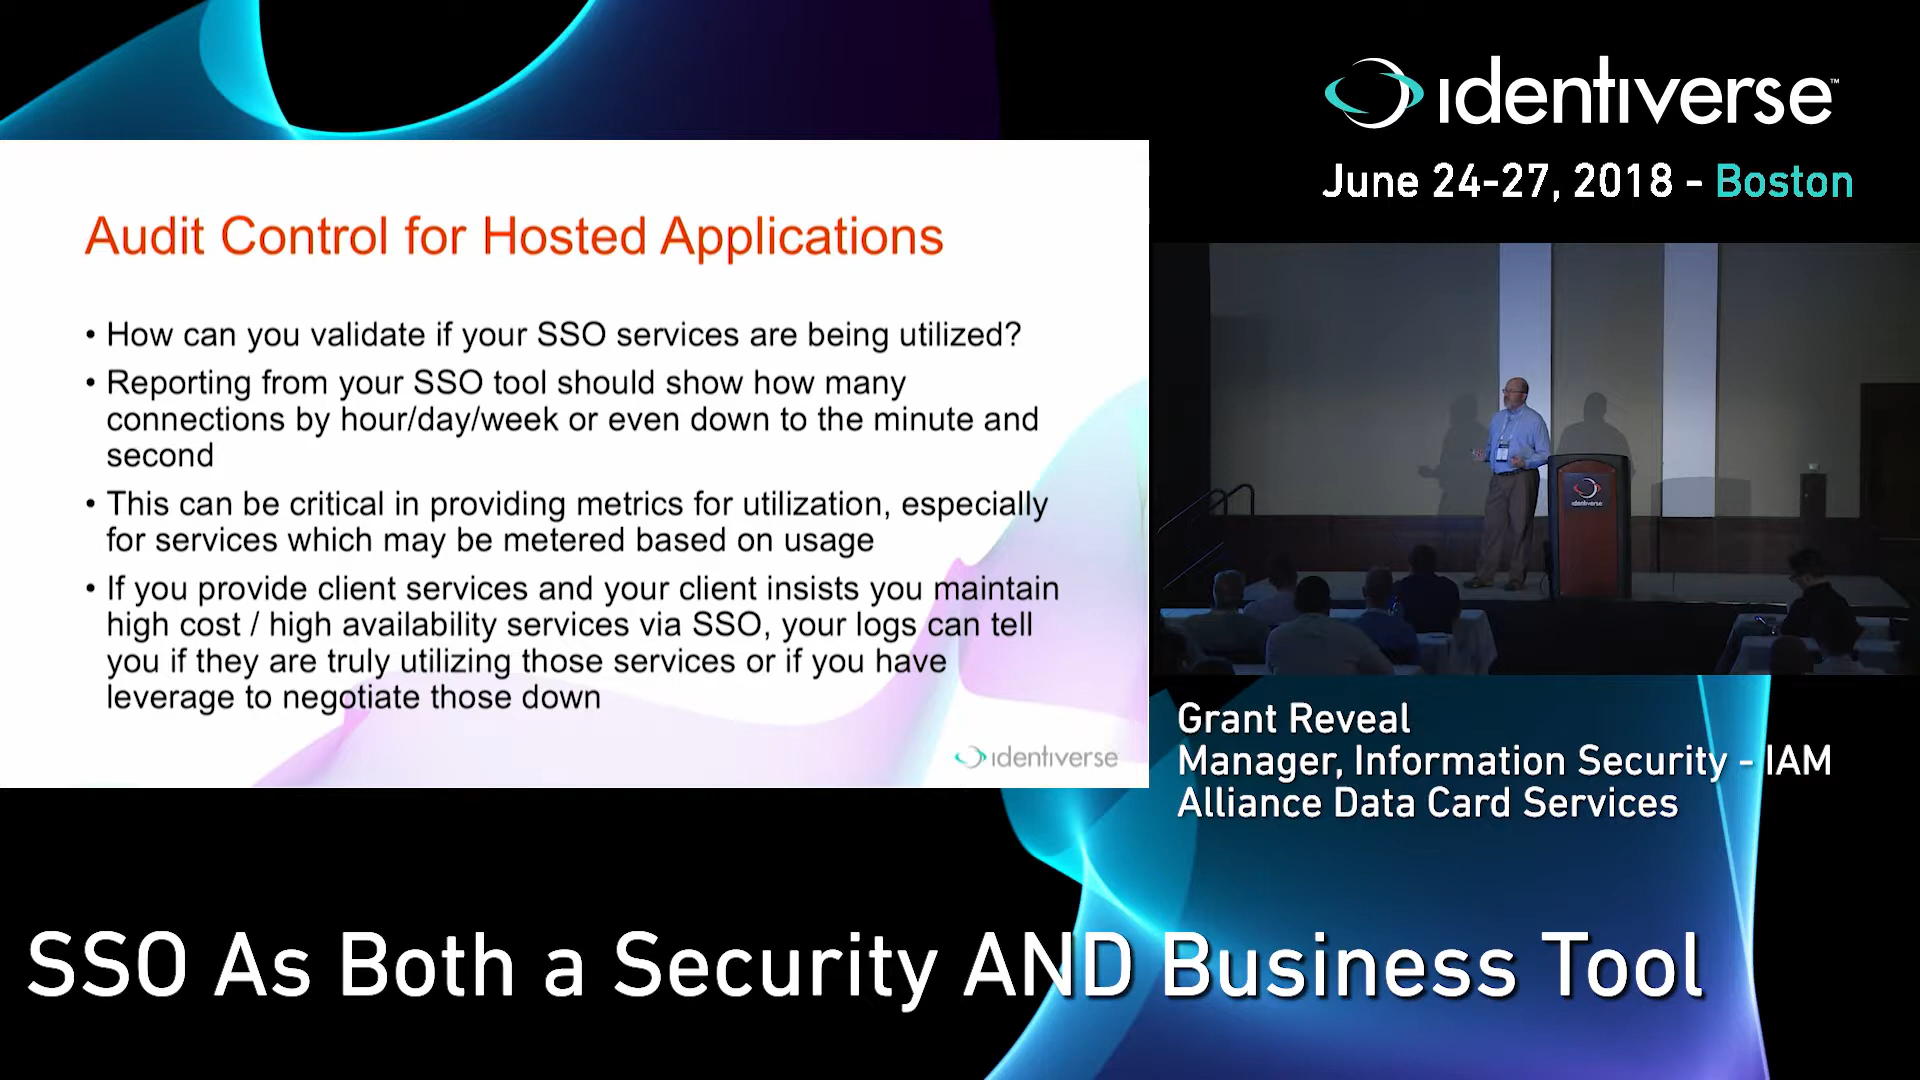 identiverse™
June 24-27, 2018 - Boston
Audit Control for Hosted Applications
• How can you validate if your SSO services are being utilized?
• Reporting from your SSO tool should show how many
connections by hour/day/week or even down to the minute and
second
• This can be critical in providing metrics for utilization, especially
for services which may be metered based on usage
• If you provide client services and your client insists you maintain
high cost / high availability services via SSO, your logs can tell
you if they are truly utilizing those services or if you have
leverage to negotiate those down
identiverse
identiverse
Grant Reveal
Manager, Information Security - IAM
Alliance Data Card Services
SSO As Both a Security AND Business Tool